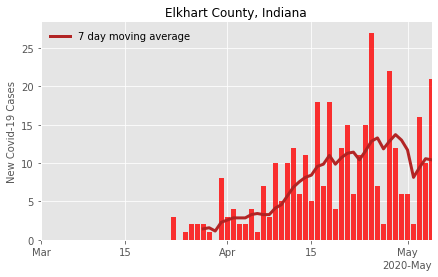 Elkhart County, Indiana
7 day moving average
New Covid-19 Cases
25
20
15
10
5
0
Mar 15 Apr 15 May
2020-May